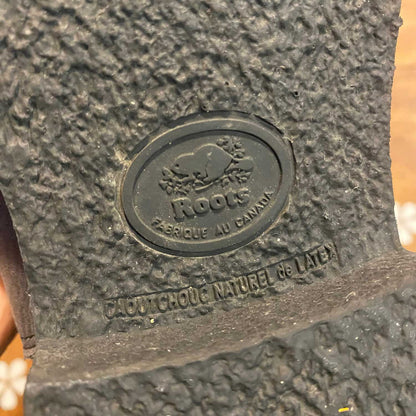 Roots
FABRIQUE AU CANADA
CAOUTCHOUC NATUREL de LATEX